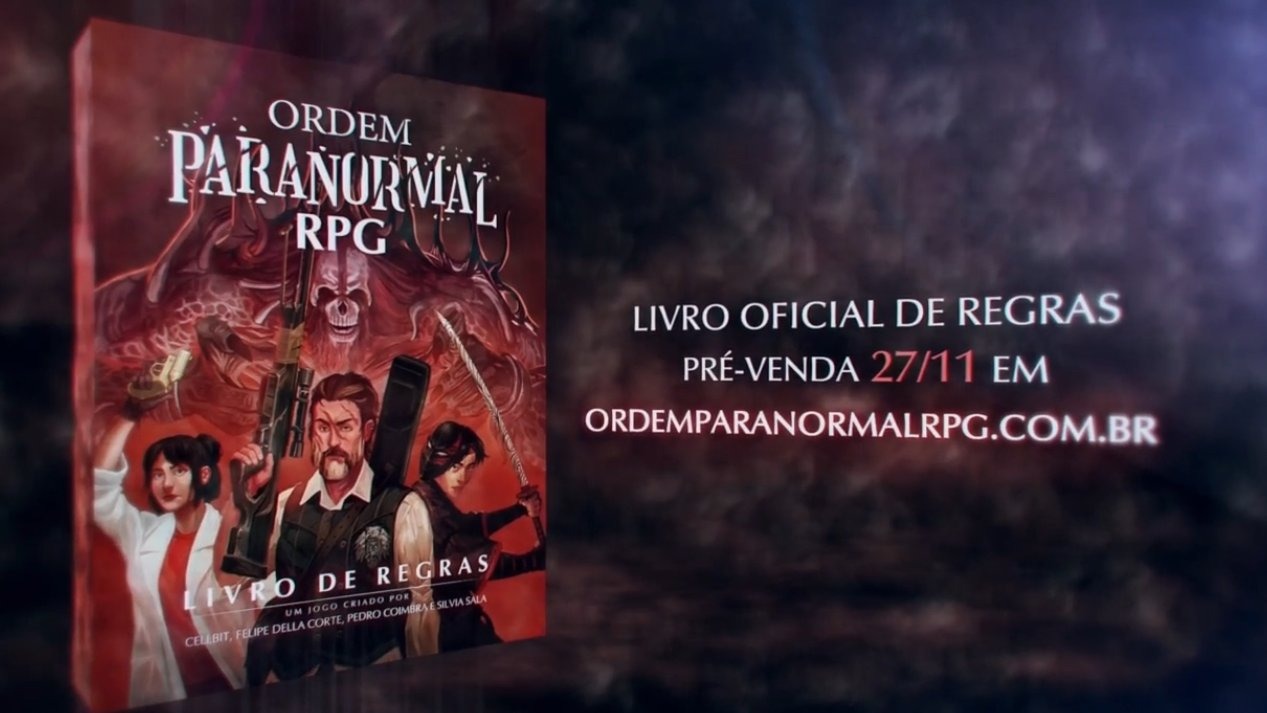 ORDEM
PARANORMAL
RPG
LIVRO DE REGRAS
UM JOGO CRIADO POR
CELLBIT, FELIPE DELLA CORTE, PEDRO COIMBRA E SILVIA SALA
LIVRO OFICIAL DE REGRAS
PRÉ-VENDA 27/11 EM
ORDEMPARANORMALRPG.COM.BR